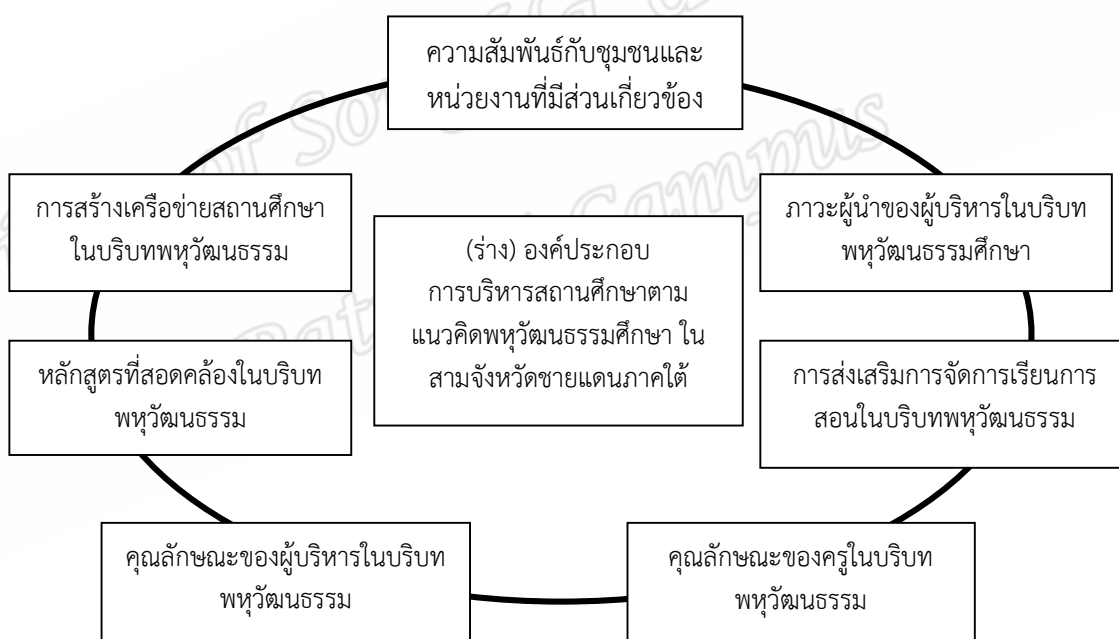 ความสัมพันธ์กับชุมชนและ
หน่วยงานที่มีส่วนเกี่ยวข้อง
การสร้างเครือข่ายสถานศึกษา
ในบริบทพหุวัฒนธรรม
ภาวะผู้นำของผู้บริหารในบริบท
พหุวัฒนธรรมศึกษา
(ร่าง) องค์ประกอบ
การบริหารสถานศึกษาตาม
แนวคิดพหุวัฒนธรรมศึกษา ใน
สามจังหวัดชายแดนภาคใต้
หลักสูตรที่สอดคล้องในบริบท
พหุวัฒนธรรม
การส่งเสริมการจัดการเรียนการ
สอนในบริบทพหุวัฒนธรรม
คุณลักษณะของผู้บริหารในบริบท
พหุวัฒนธรรม
คุณลักษณะของครูในบริบท
พหุวัฒนธรรม
Campus